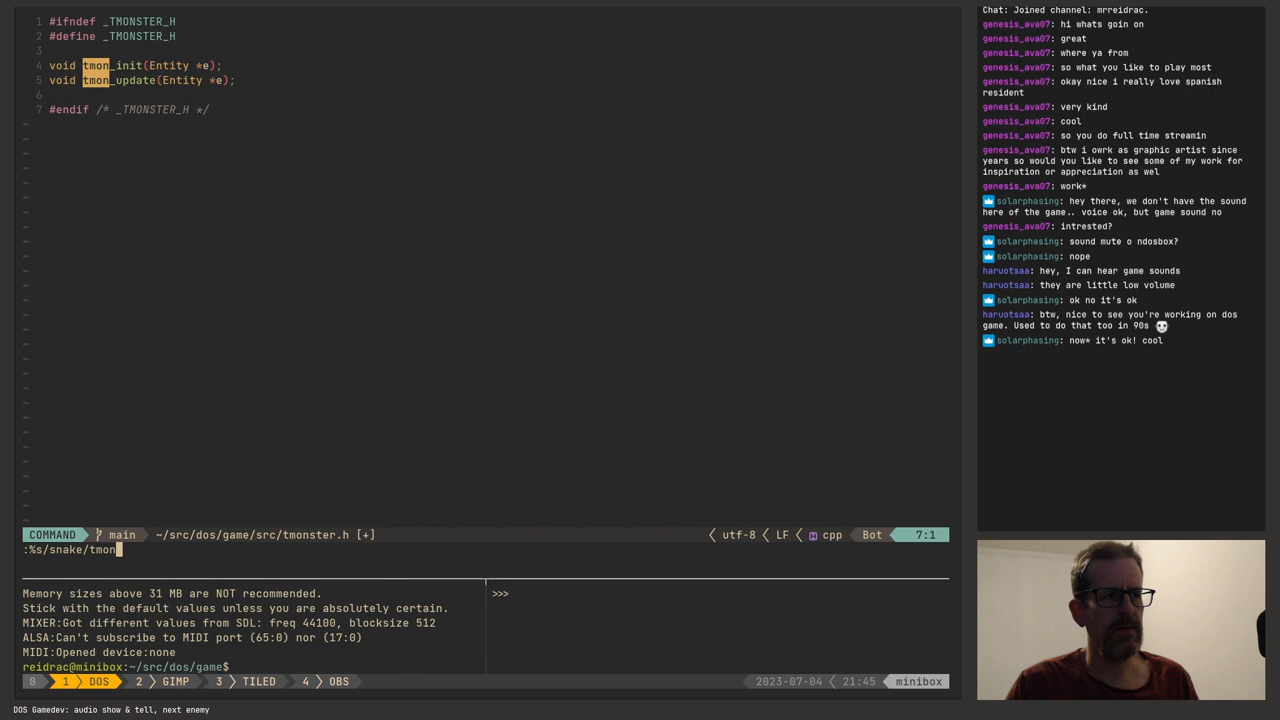 1 #ifndef _TMONSTER_H
2 #define _TMONSTER_H
3
4 void tmon_init(Entity *e);
5 void tmon_update(Entity *e);
6
7 #endif /* _TMONSTER_H */
COMMAND main ~/src/dos/game/src/tmonster.h [+] utf-8 LF cpp Bot 7:1
:%s/snake/tmon
Memory sizes above 31 MB are NOT recommended.
Stick with the default values unless you are absolutely certain.
MIXER:Got different values from SDL: freq 44100, blocksize 512
ALSA:Can't subscribe to MIDI port (65:0) nor (17:0)
MIDI:Opened device:none
reidrac@minibox:~/src/dos/game$
>>>
0 1 DOS 2 GIMP 3 TILED 4 OBS 2023-07-04 21:45 minibox
DOS Gamedev: audio show & tell, next enemy
Chat: Joined channel: mrreidrac.
genesis_ava07: hi whats goin on
genesis_ava07: great
genesis_ava07: where ya from
genesis_ava07: so what you like to play most
genesis_ava07: okay nice i really love spanish
resident
genesis_ava07: very kind
genesis_ava07: cool
genesis_ava07: so you do full time streamin
genesis_ava07: btw i owrk as graphic artist since
years so would you like to see some of my work for
inspiration or appreciation as wel
genesis_ava07: work*
solarphasing: hey there, we don't have the sound
here of the game.. voice ok, but game sound no
genesis_ava07: intrested?
solarphasing: sound mute o ndosbox?
solarphasing: nope
haruotsaa: hey, I can hear game sounds
haruotsaa: they are little low volume
solarphasing: ok no it's ok
haruotsaa: btw, nice to see you're working on dos
game. Used to do that too in 90s
solarphasing: now* it's ok! cool